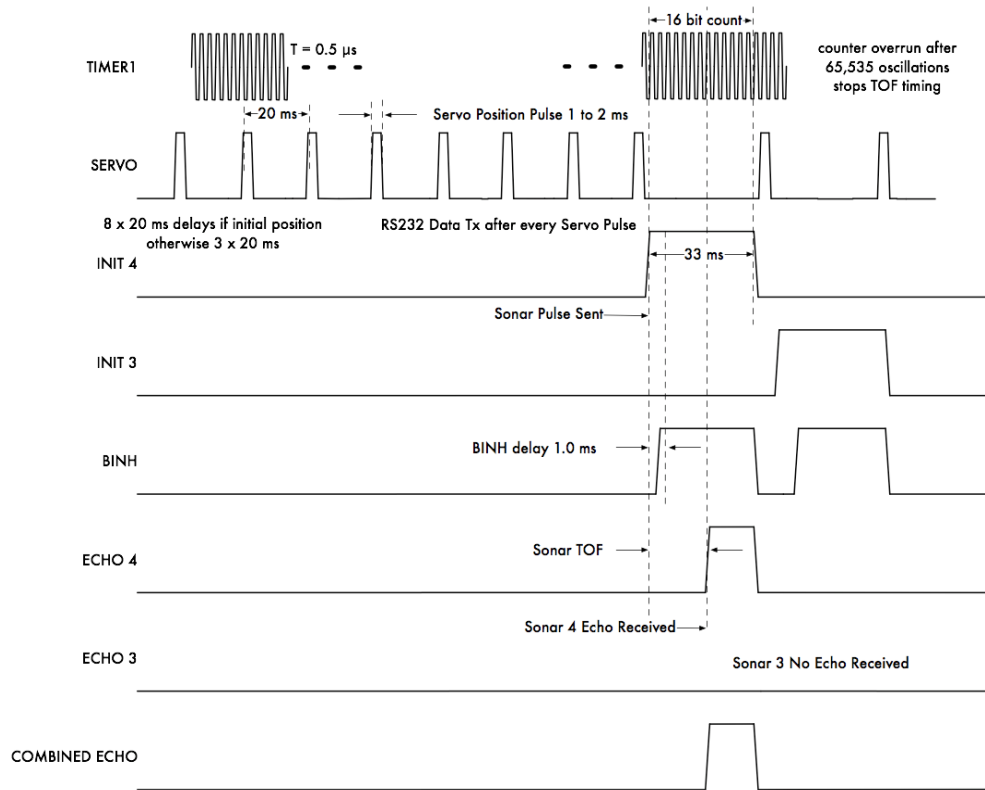 16 bit count
TIMER1
T = 0.5 µs
counter overrun after
65,535 oscillations
stops TOF timing
20 ms
Servo Position Pulse 1 to 2 ms
SERVO
8 x 20 ms delays if initial position
otherwise 3 x 20 ms
RS232 Data Tx after every Servo Pulse
INIT 4
33 ms
Sonar Pulse Sent
INIT 3
BINH
BINH delay 1.0 ms
ECHO 4
Sonar TOF
Sonar 4 Echo Received
ECHO 3
Sonar 3 No Echo Received
COMBINED ECHO